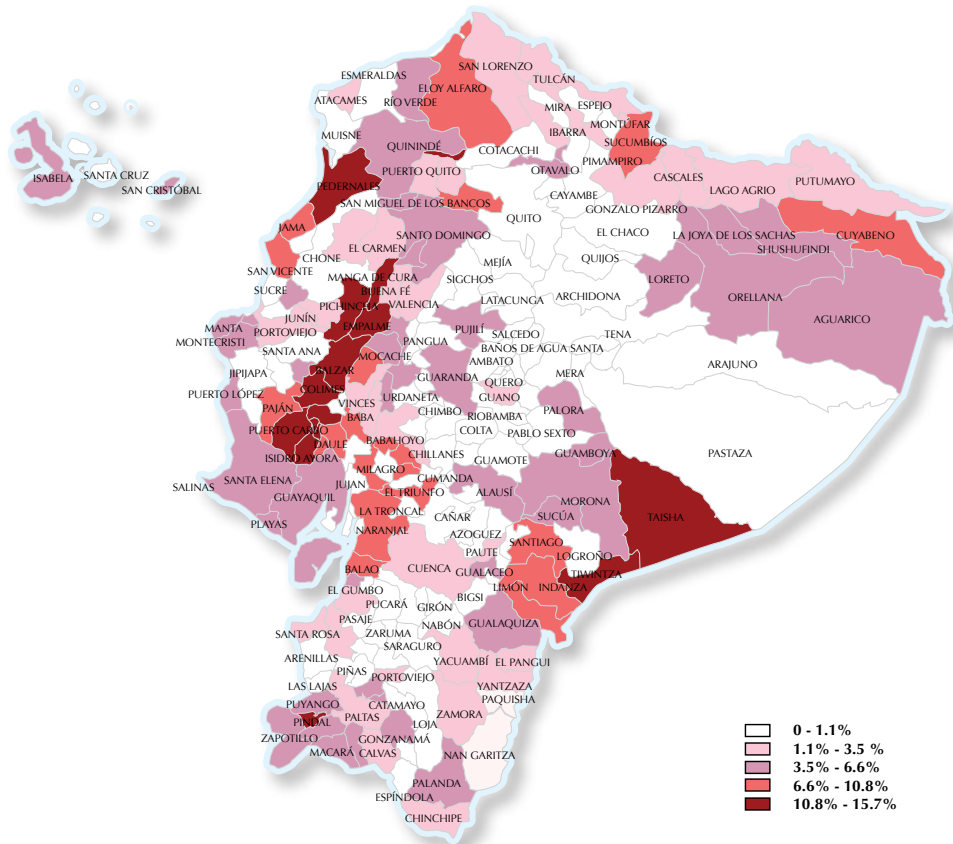 SAN LORENZO
ESMERALDAS
TULCÁN
ELOY ALFARO
ATACAMES
RÍO VERDE
MIRA
ESPEJO
MONTÚFAR
MUISNE
IBARRA
SUCUMBÍOS
QUININDÉ
COTACACHI
PIMAMPIRO
PUERTO QUITO
OTAVALO
CASCALES
PUTUMAYO
ISABELA
SANTA CRUZ
SAN CRISTÓBAL
PEDERNALES
LAGO AGRIO
CAYAMBE
SAN MIGUEL DE LOS BANCOS
GONZALO PIZARRO
QUITO
JAMA
EL CHACO
SANTO DOMINGO
LA JOYA DE LOS SACHAS
CUYABENO
EL CARMEN
SHUSHUFINDI
CHONE
MEJÍA
QUIJOS
SAN VICENTE
MANGA DE CURA
SIGCHOS
LORETO
SUCRE
BUENA FÉ
ARCHIDONA
ORELLANA
PICHINCHA
VALENCIA
LATACUNGA
JUNÍN
AGUARICO
MANTA
PORTOVIEJO
EMPALME
PUJILÍ
SALCEDO
TENA
MONTECRISTI
PANGUA
BAÑOS DE AGUA SANTA
SANTA ANA
MOCACHE
AMBATO
ARAJUNO
JIPIJAPA
BALZAR
GUARANDA
QUERO
MERA
COLIMES
PUERTO LÓPEZ
URDANETA
GUANO
PAJÁN
VINCES
CHIMBO
RIOBAMBA
PALORA
BABA
PUERTO CARBO
COLTA
PABLO SEXTO
DAULE
BABAHOYO
CHILLANES
GUAMOTE
GUAMBOYA
PASTAZA
ISIDRO AYORA
MILAGRO
SALINAS
SANTA ELENA
JUJAN
CUMANDA
GUAYAQUIL
EL TRIUNFO
ALAUSÍ
MORONA
LA TRONCAL
PLAYAS
CAÑAR
SUCÚA
TAISHA
NARANJAL
AZOGUEZ
SANTIAGO
PAUTE
LOGROÑO
BALAO
CUENCA
GUALACEO
TIWINTZA
EL GUMBO
LIMÓN
INDANZA
PUCARÁ
GIRÓN
BIGSI
PASAJE
NABÓN
GUALAQUIZA
SANTA ROSA
ZARUMA
SARAGURO
ARENILLAS
YACUAMBÍ
EL PANGUI
PIÑAS
PORTOVIEJO
LAS LAJAS
YANTZAZA
PUYANGO
CATAMAYO
PAQUISHA
PINDAL
PALTAS
ZAMORA
LOJA
ZAPOTILLO
GONZANAMÁ
MACARÁ
CALVAS
NAN GARITZA
PALANDA
ESPÍNDOLA
CHINCHIPE
0 - 1.1%
1.1% - 3.5 %
3.5% - 6.6%
6.6% - 10.8%
10.8% - 15.7%